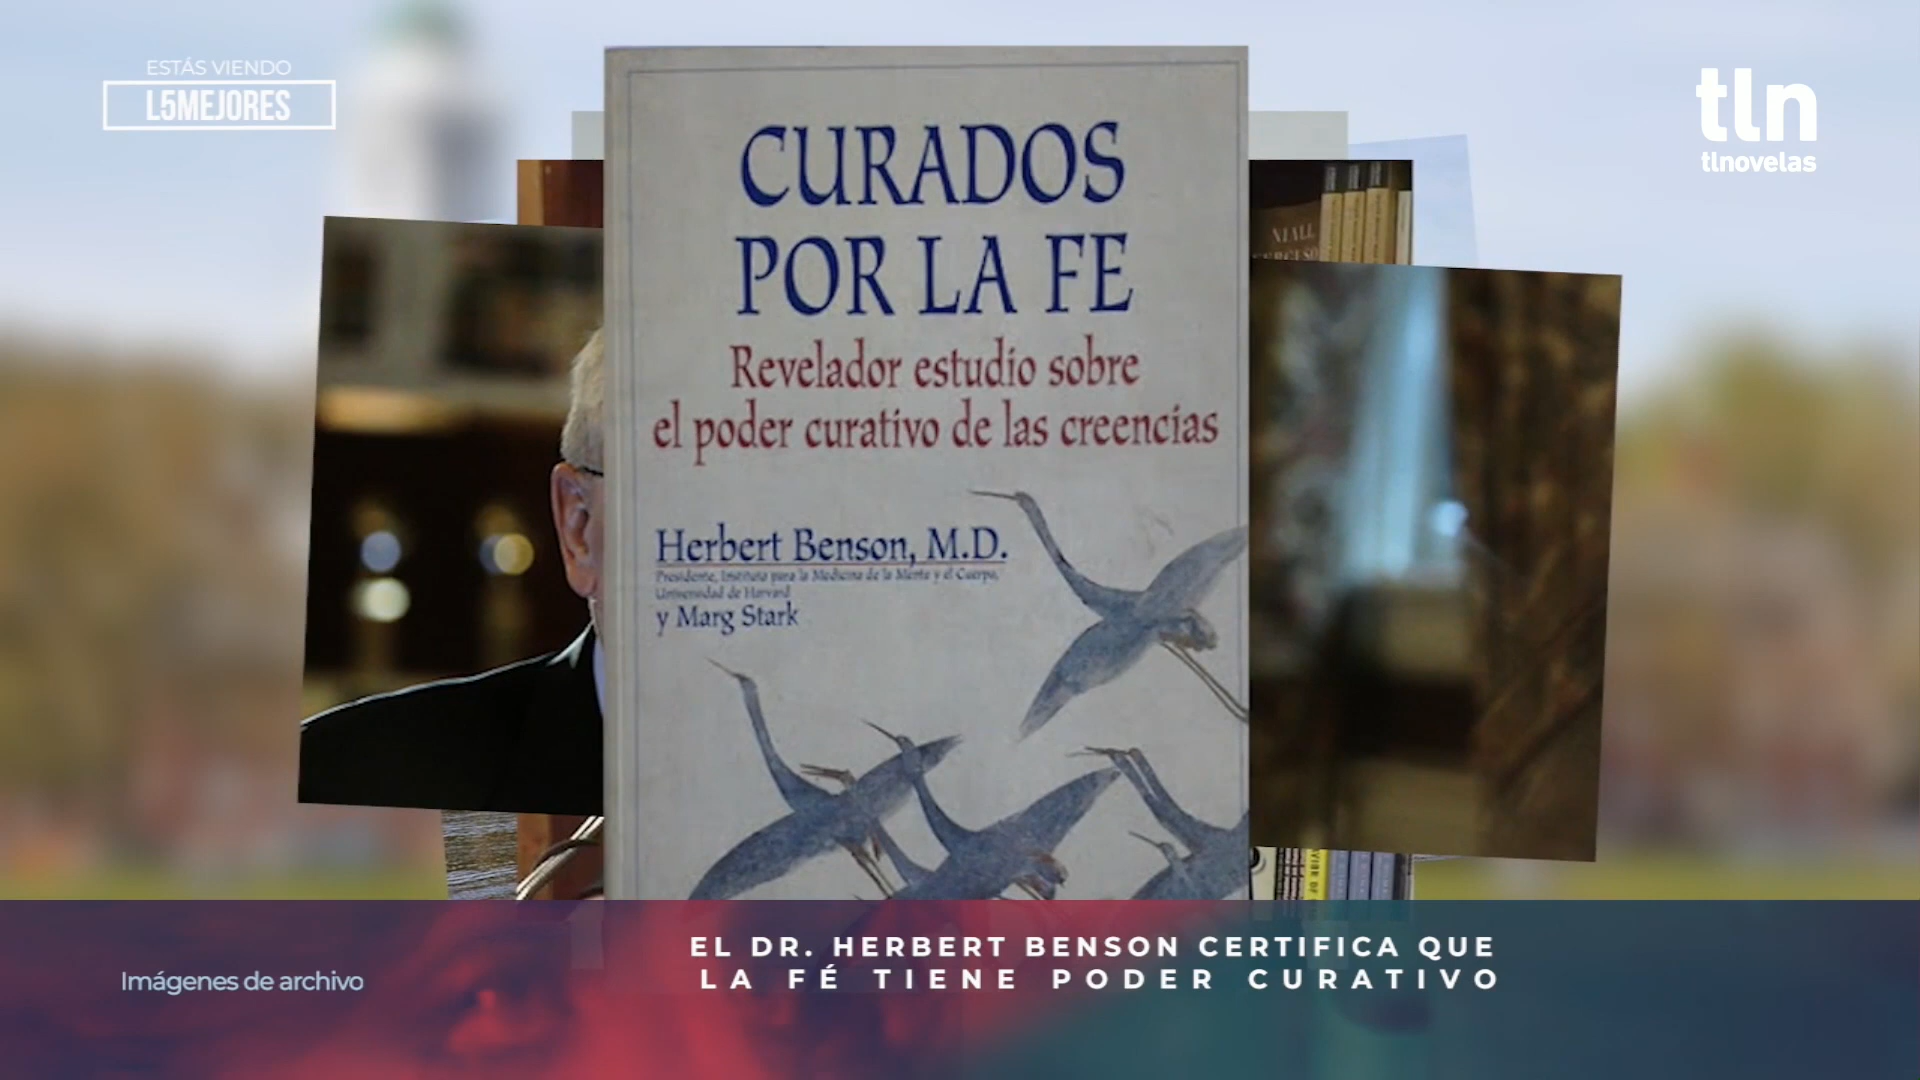 ESTÁS VIENDO
L5MEJORES
tln
tlnovelas
CURADOS
POR LA FE
Revelador estudio sobre
el poder curativo de las creencias
Herbert Benson, M.D.
Presidente, Instituto para la Medicina de la Mente y el Cuerpo,
Universidad de Harvard
y Marg Stark
NIALL
EL DR. HERBERT BENSON CERTIFICA QUE
LA FÉ TIENE PODER CURATIVO
Imágenes de archivo